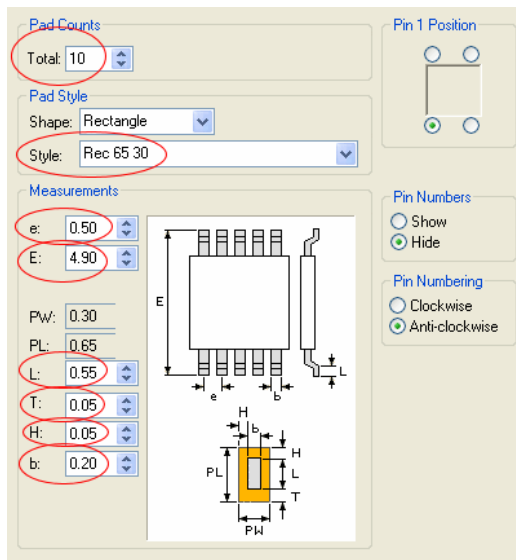 Pad Counts
Total: 10
Pad Style
Shape: Rectangle
Style: Rec 65 30
Measurements
e: 0.50
E: 4.90
PW: 0.30
PL: 0.65
L: 0.55
T: 0.05
H: 0.05
b: 0.20
E
L
e
b
H
b
H
PL
L
T
PW
Pin 1 Position
Pin Numbers
Show
Hide
Pin Numbering
Clockwise
Anti-clockwise